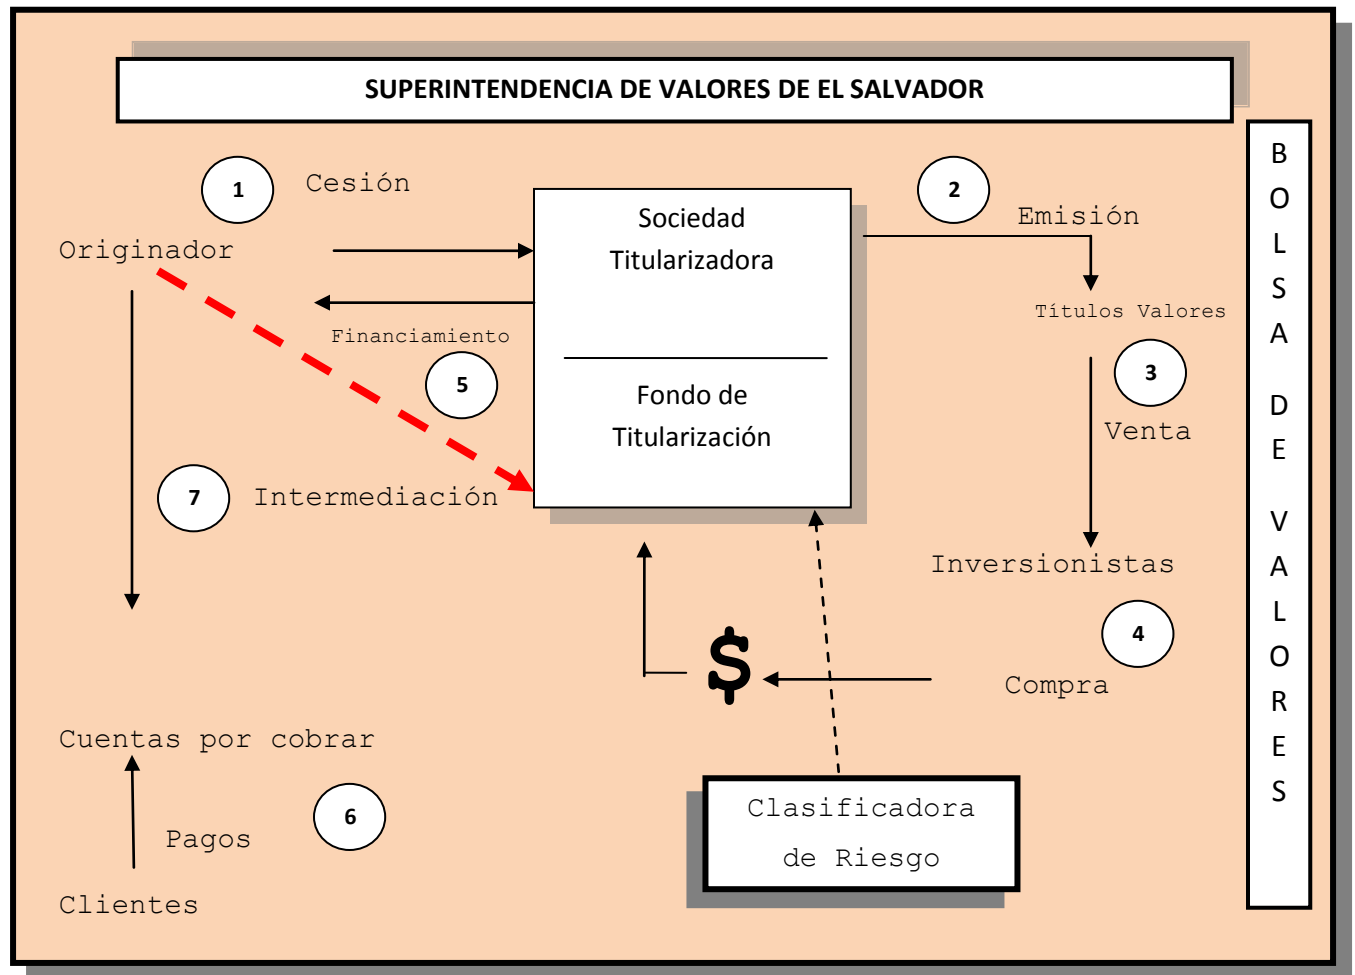 SUPERINTENDENCIA DE VALORES DE EL SALVADOR
1
Cesión
2
Emisión
Originador
Sociedad
Titularizadora
Títulos Valores
Financiamiento
5
3
Venta
Fondo de
Titularización
7
Intermediación
Inversionistas
4
$
Compra
Cuentas por cobrar
6
Pagos
Clientes
Clasificadora
de Riesgo
B
O
L
S
A
D
E
V
A
L
O
R
E
S